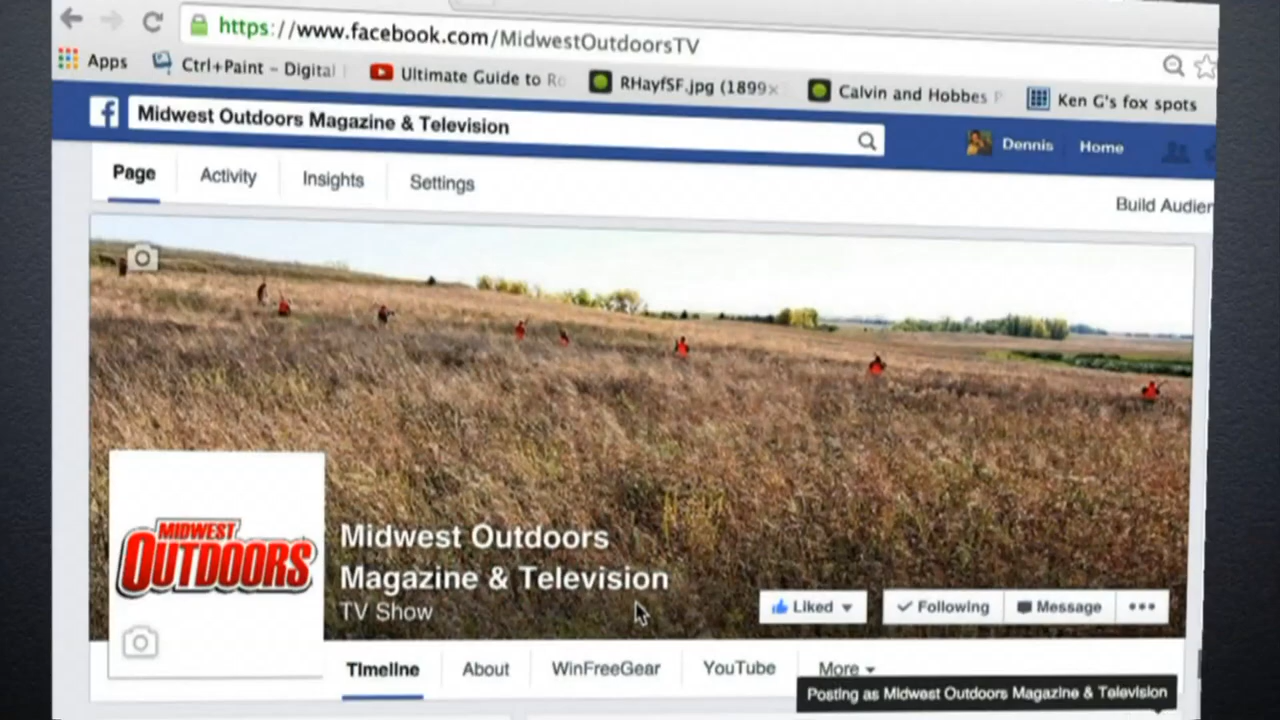 https://www.facebook.com/MidwestOutdoorsTV
Apps Ctrl+Paint - Digital Ultimate Guide to Ro RHayfSF.jpg (1899× Calvin and Hobbes P Ken G's fox spots
Midwest Outdoors Magazine & Television Dennis Home
Page Activity Insights Settings
Build Audien
MIDWEST
OUTDOORS
Midwest Outdoors
Magazine & Television
TV Show
Liked Following Message
Timeline About WinFreeGear YouTube More
Posting as Midwest Outdoors Magazine & Television